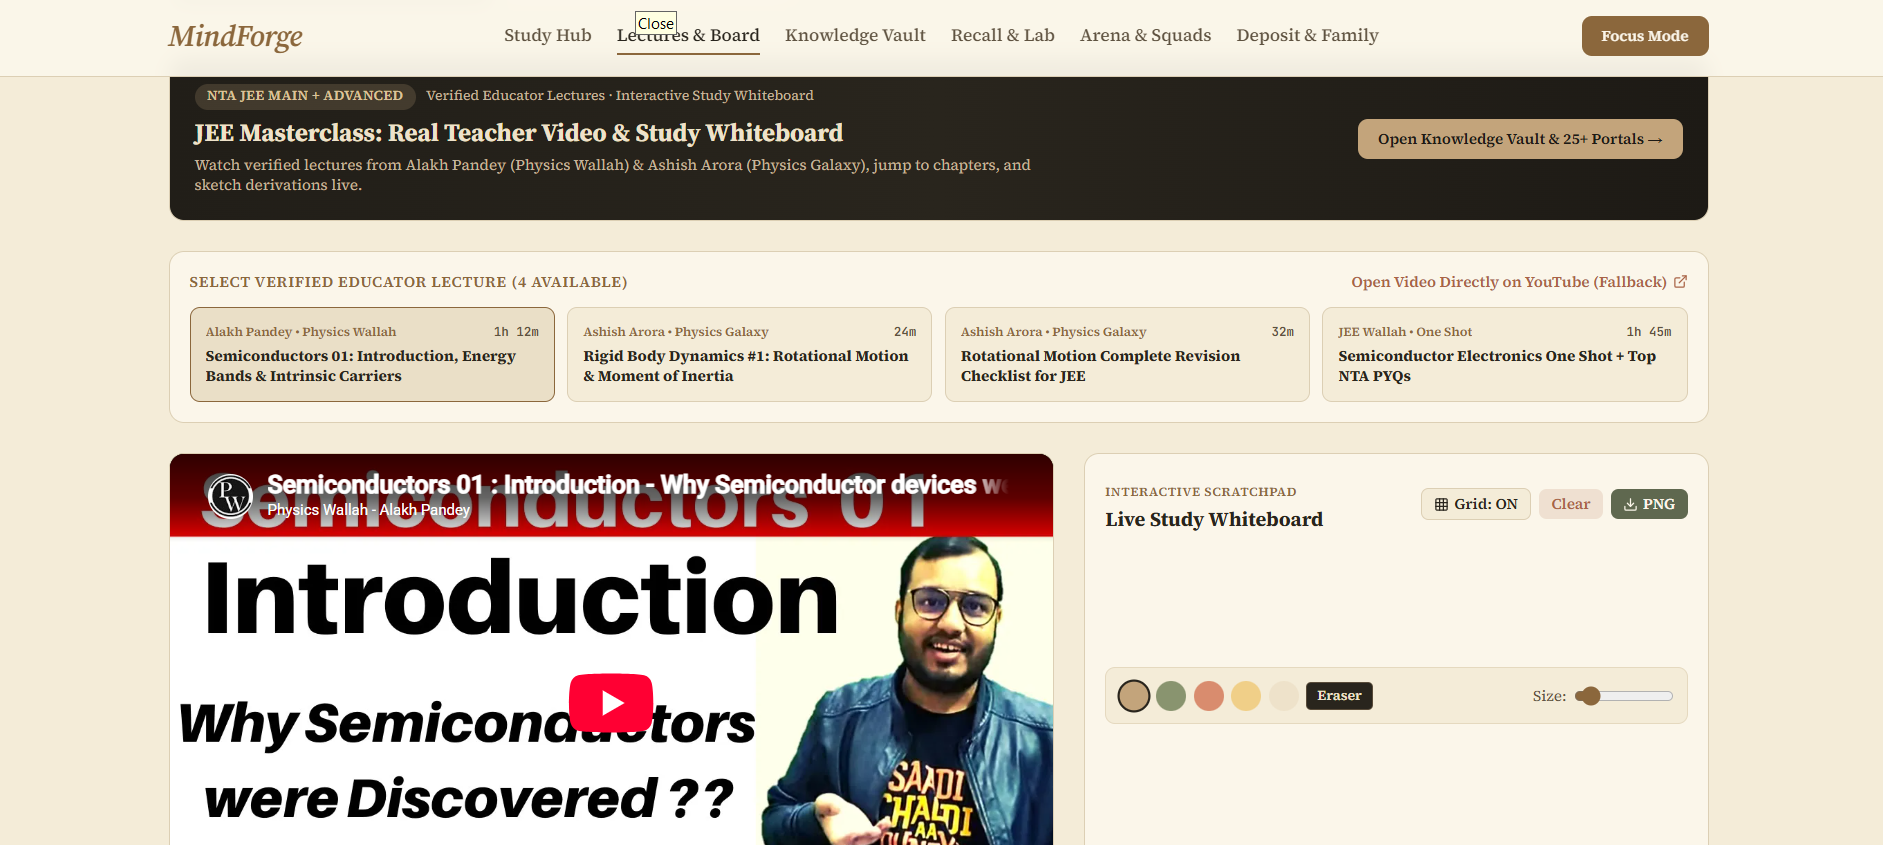 MindForge
Study Hub
Lectures & Board
Close
Knowledge Vault
Recall & Lab
Arena & Squads
Deposit & Family
Focus Mode
NTA JEE MAIN + ADVANCED
Verified Educator Lectures · Interactive Study Whiteboard
JEE Masterclass: Real Teacher Video & Study Whiteboard
Watch verified lectures from Alakh Pandey (Physics Wallah) & Ashish Arora (Physics Galaxy), jump to chapters, and
sketch derivations live.
Open Knowledge Vault & 25+ Portals →
SELECT VERIFIED EDUCATOR LECTURE (4 AVAILABLE)
Open Video Directly on YouTube (Fallback)
Alakh Pandey • Physics Wallah
1h 12m
Semiconductors 01: Introduction, Energy
Bands & Intrinsic Carriers
Ashish Arora • Physics Galaxy
24m
Rigid Body Dynamics #1: Rotational Motion
& Moment of Inertia
Ashish Arora • Physics Galaxy
32m
Rotational Motion Complete Revision
Checklist for JEE
JEE Wallah • One Shot
1h 45m
Semiconductor Electronics One Shot + Top
NTA PYQs
Semiconductors 01
PW
Semiconductors 01 : Introduction - Why Semiconductor devices
Physics Wallah - Alakh Pandey
Introduction
Why Semiconductors
were Discovered ??
SAADI
CHALDI
AA
INTERACTIVE SCRATCHPAD
Live Study Whiteboard
Grid: ON
Clear
PNG
Eraser
Size: